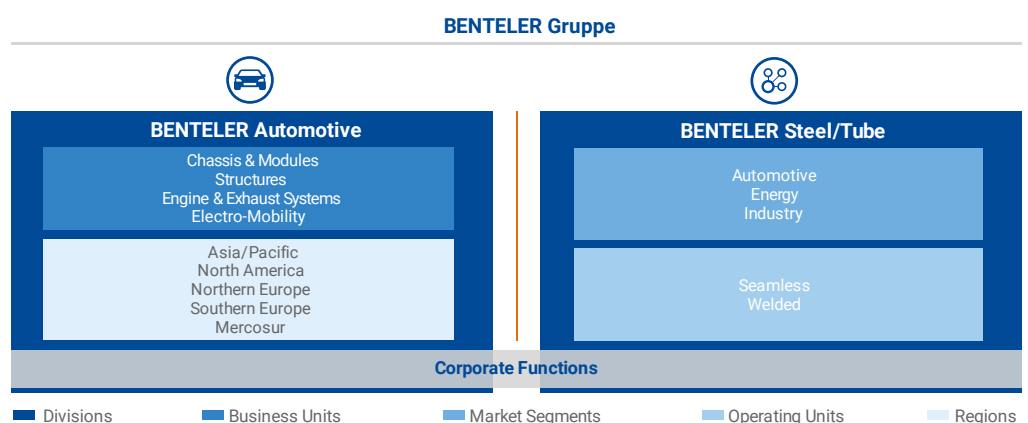 BENTELER Gruppe
BENTELER Automotive
Chassis & Modules
Structures
Engine & Exhaust Systems
Electro-Mobility
Asia/Pacific
North America
Northern Europe
Southern Europe
Mercosur
BENTELER Steel/Tube
Automotive
Energy
Industry
Seamless
Welded
Corporate Functions
Divisions
Business Units
Market Segments
Operating Units
Regions